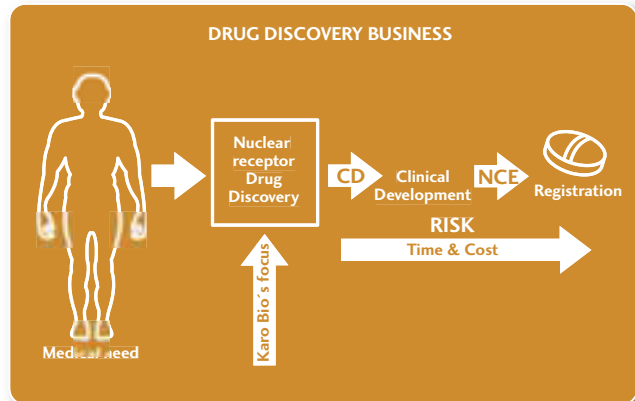 DRUG DISCOVERY BUSINESS
Nuclear
receptor
Drug
Discovery
CD
Clinical
Development
NCE
Registration
RISK
Time & Cost
Karo Bio´s focus
Medical need